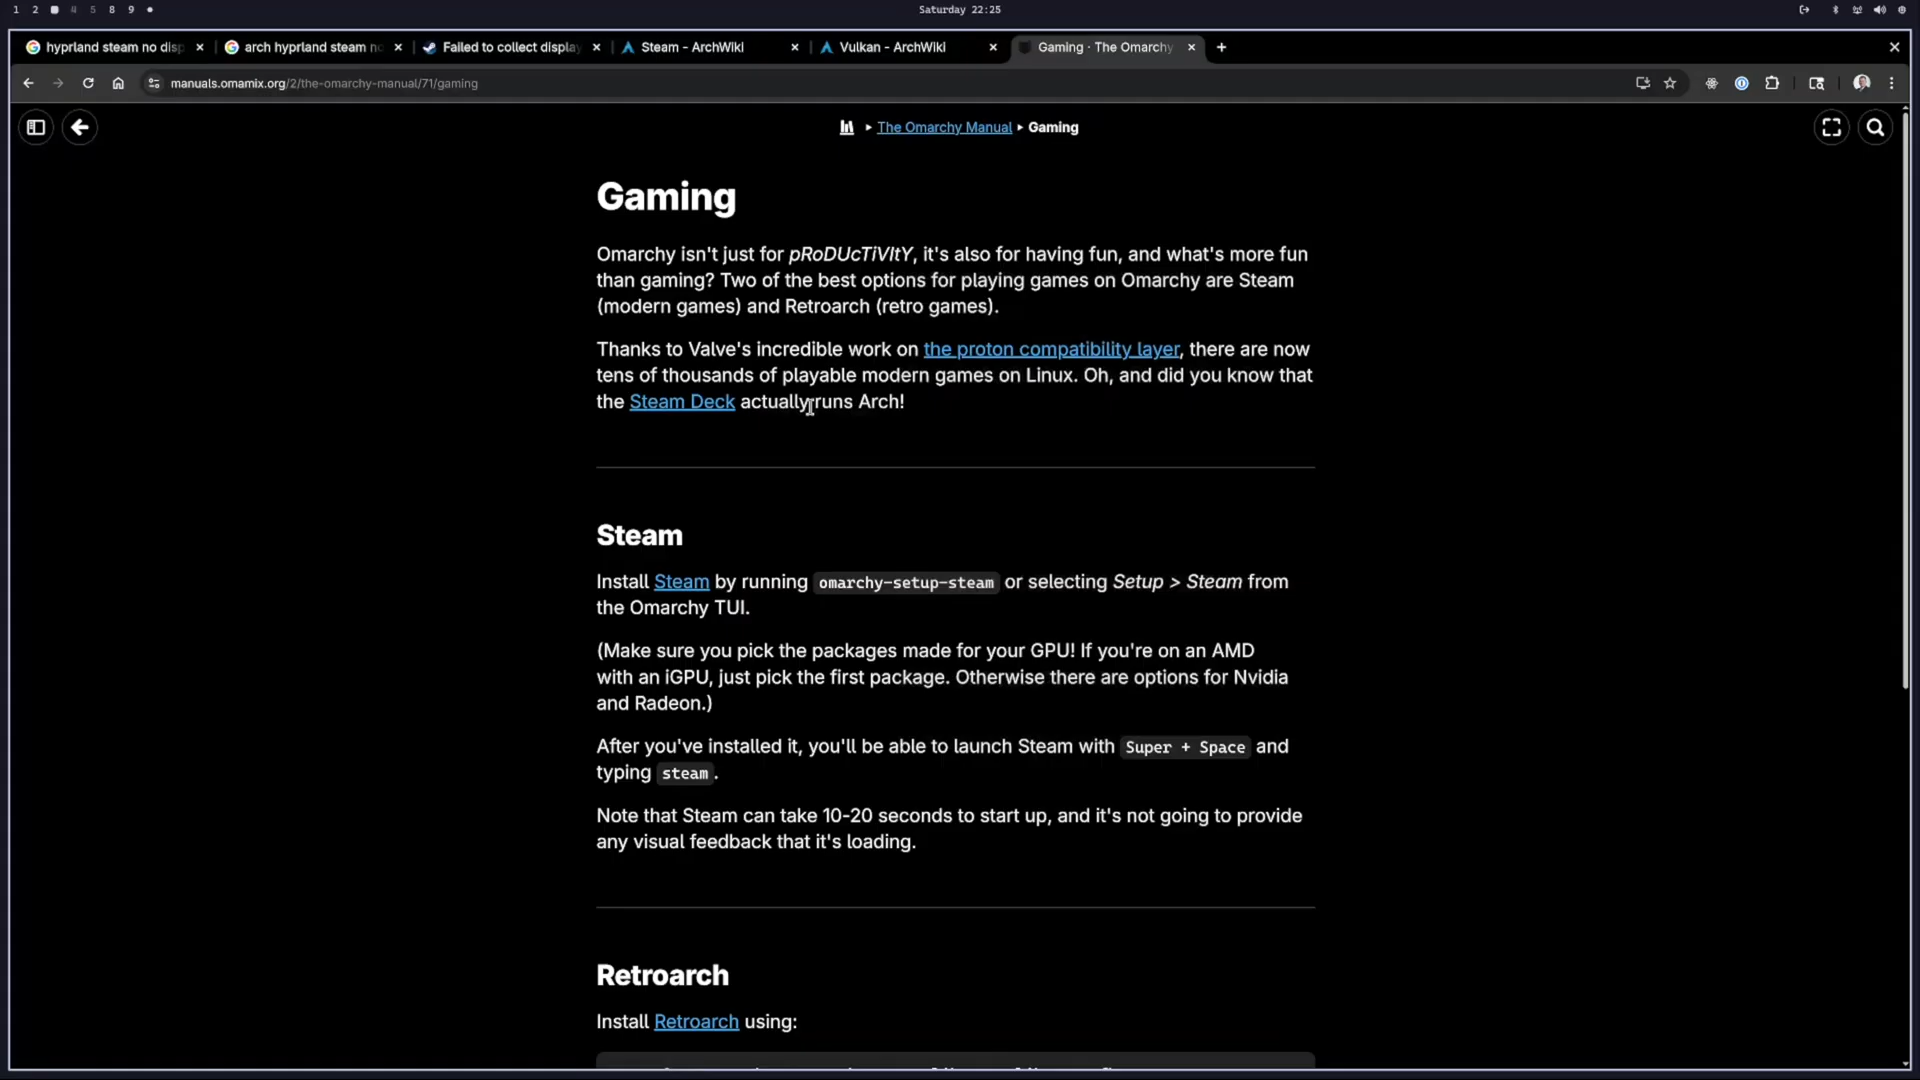 1 2 4 5 8 9
Saturday 22:25
hyprland steam no disp
arch hyprland steam no
Failed to collect display
Steam - ArchWiki
Vulkan - ArchWiki
Gaming · The Omarchy
manuals.omamix.org/2/the-omarchy-manual/71/gaming
The Omarchy Manual ▸ Gaming
Gaming
Omarchy isn't just for pRoDUcTiVItY, it's also for having fun, and what's more fun
than gaming? Two of the best options for playing games on Omarchy are Steam
(modern games) and Retroarch (retro games).
Thanks to Valve's incredible work on the proton compatibility layer, there are now
tens of thousands of playable modern games on Linux. Oh, and did you know that
the Steam Deck actually runs Arch!
Steam
Install Steam by running omarchy-setup-steam or selecting Setup > Steam from
the Omarchy TUI.
(Make sure you pick the packages made for your GPU! If you're on an AMD
with an iGPU, just pick the first package. Otherwise there are options for Nvidia
and Radeon.)
After you've installed it, you'll be able to launch Steam with Super + Space and
typing steam.
Note that Steam can take 10-20 seconds to start up, and it's not going to provide
any visual feedback that it's loading.
Retroarch
Install Retroarch using: